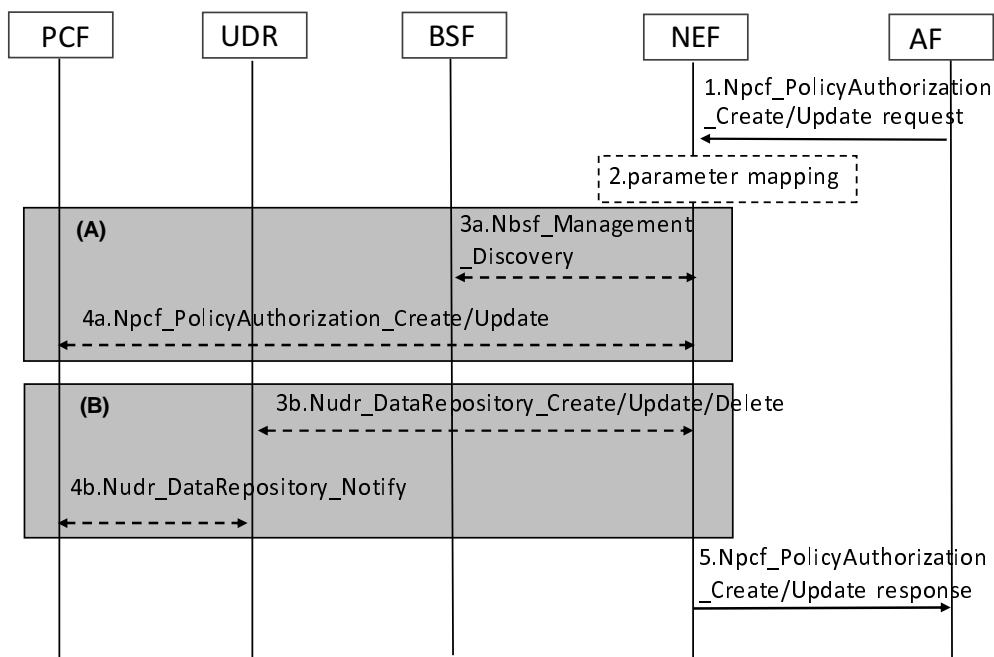 PCF
UDR
BSF
NEF
AF
1.Npcf_PolicyAuthorization
_Create/Update request
2.parameter mapping
(A)
3a.Nbsf_Management
_Discovery
4a.Npcf_PolicyAuthorization_Create/Update
(B)
3b.Nudr_DataRepository_Create/Update/Delete
4b.Nudr_DataRepository_Notify
5.Npcf_PolicyAuthorization
_Create/Update response